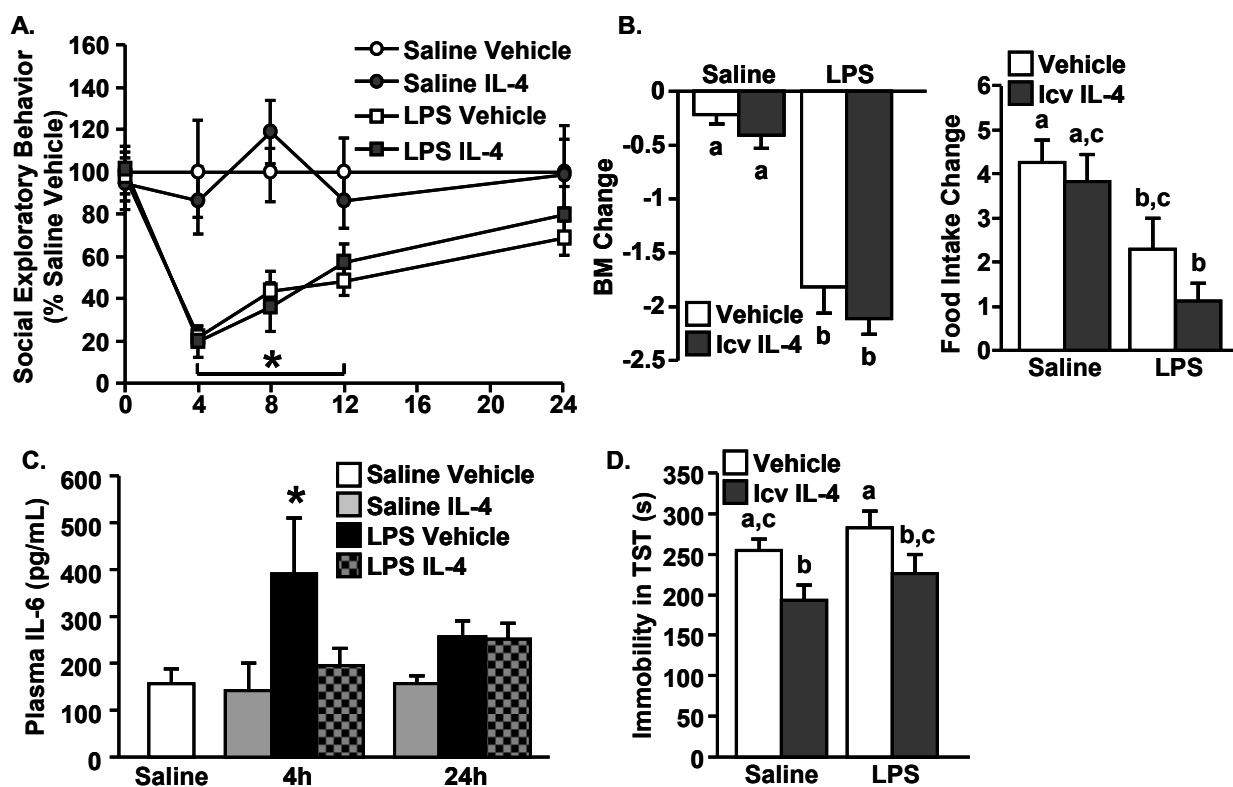 A.
Social Exploratory Behavior
(% Saline Vehicle)
160
140
120
100
80
60
40
20
0
Saline Vehicle
Saline IL-4
LPS Vehicle
LPS IL-4
*
0 4 8 12 16 20 24
B.
BM Change
Saline LPS
0
-0.5
-1
-1.5
-2
-2.5
a a b b
Vehicle
Icv IL-4
Food Intake Change
6
5
4
3
2
1
0
Vehicle
Icv IL-4
a a,c b,c b
Saline LPS
C.
Plasma IL-6 (pg/mL)
600
500
400
300
200
100
0
Saline Vehicle
Saline IL-4
LPS Vehicle
LPS IL-4
*
Saline 4h 24h
D.
Immobility in TST (s)
350
300
250
200
150
100
50
0
Vehicle
Icv IL-4
a,c b a b,c
Saline LPS